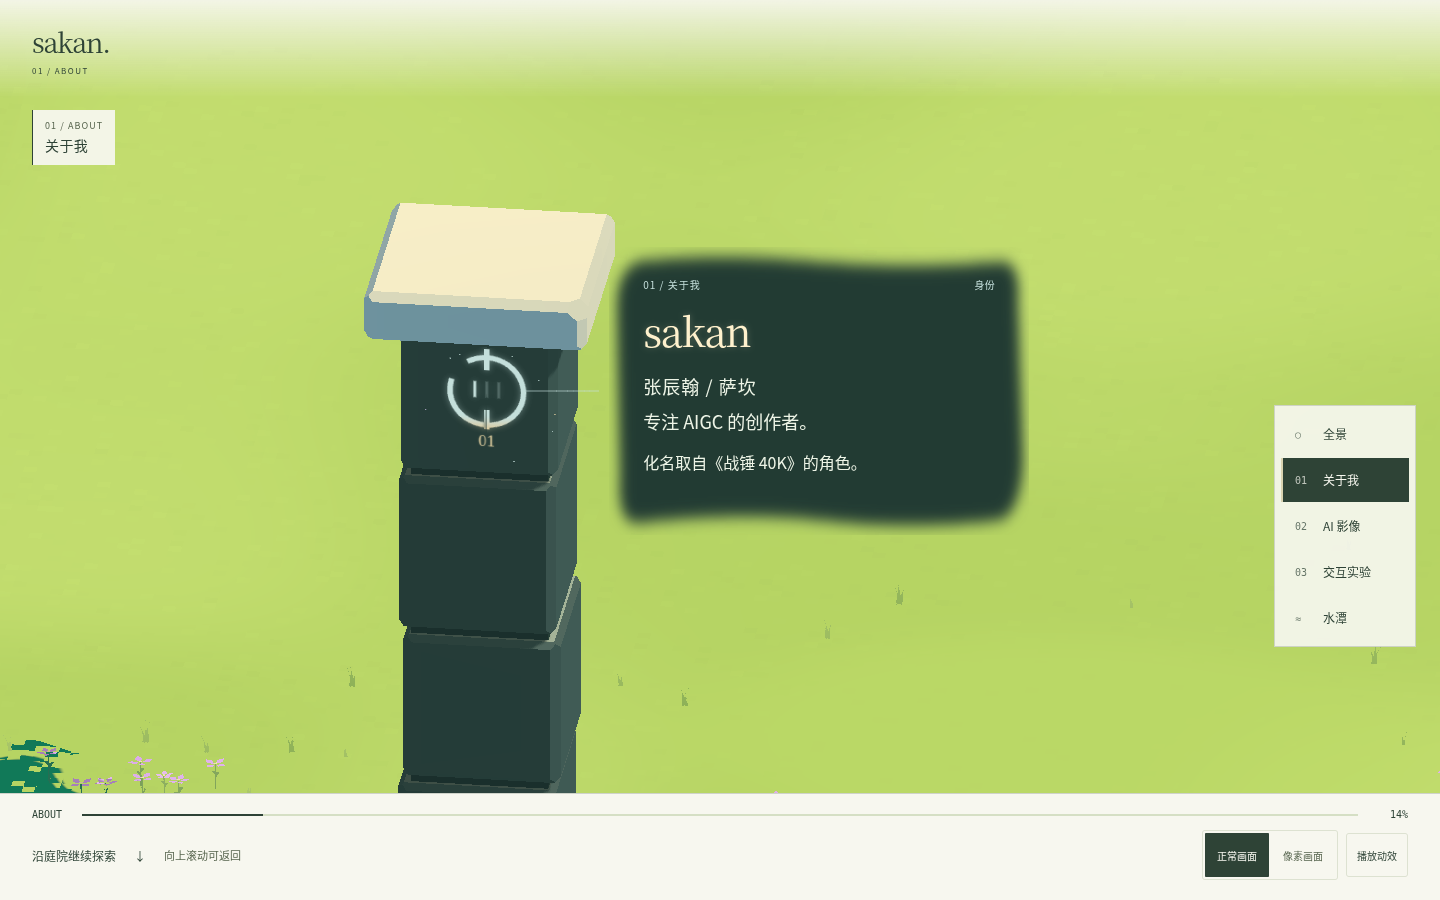 sakan.
01 / ABOUT
01 / ABOUT
关于我
01 / 关于我
身份
sakan
张辰翰 / 萨坎
专注 AIGC 的创作者。
化名取自《战锤 40K》的角色。
01
○ 全景
01 关于我
02 AI 影像
03 交互实验
≈ 水潭
ABOUT
14%
沿庭院继续探索 ↓ 向上滚动可返回
正常画面
像素画面
播放动效